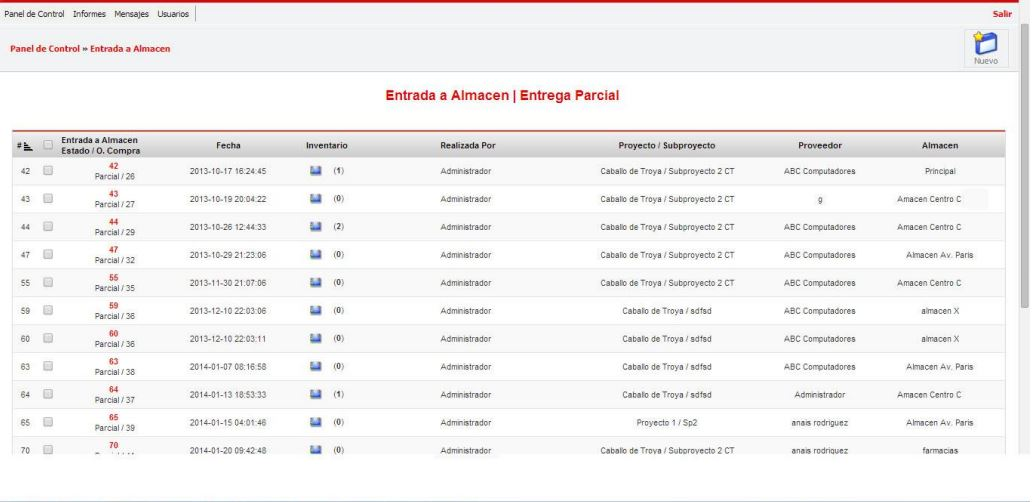 Panel de Control Informes Mensajes Usuarios Salir
Panel de Control » Entrada a Almacen
Nuevo
Entrada a Almacen | Entrega Parcial
# Entrada a Almacen Estado / O. Compra Fecha Inventario Realizada Por Proyecto / Subproyecto Proveedor Almacen
42 42 Parcial / 26 2013-10-17 16:24:45 (1) Administrador Caballo de Troya / Subproyecto 2 CT ABC Computadores Principal
43 43 Parcial / 27 2013-10-19 20:04:22 (0) Administrador Caballo de Troya / Subproyecto 2 CT g Amacen Centro C
44 44 Parcial / 29 2013-10-26 12:44:33 (2) Administrador Caballo de Troya / Subproyecto 2 CT ABC Computadores Amacen Centro C
47 47 Parcial / 32 2013-10-29 21:23:06 (0) Administrador Caballo de Troya / Subproyecto 2 CT ABC Computadores Almacen Av. Paris
55 55 Parcial / 35 2013-11-30 21:07:06 (0) Administrador Caballo de Troya / Subproyecto 2 CT ABC Computadores Amacen Centro C
59 59 Parcial / 36 2013-12-10 22:03:06 (0) Administrador Caballo de Troya / sdfsd ABC Computadores almacen X
60 60 Parcial / 36 2013-12-10 22:03:11 (0) Administrador Caballo de Troya / sdfsd ABC Computadores almacen X
63 63 Parcial / 38 2014-01-07 08:16:58 (0) Administrador Caballo de Troya / sdfsd ABC Computadores Almacen Av. Paris
64 64 Parcial / 37 2014-01-13 18:53:33 (1) Administrador Caballo de Troya / sdfsd Administrador Amacen Centro C
65 65 Parcial / 39 2014-01-15 04:01:46 (0) Administrador Proyecto 1 / Sp2 anais rodriguez Almacen Av. Paris
70 70 2014-01-20 09:42:48 (0) Administrador Caballo de Troya / Subproyecto 2 CT anais rodriguez farmacias